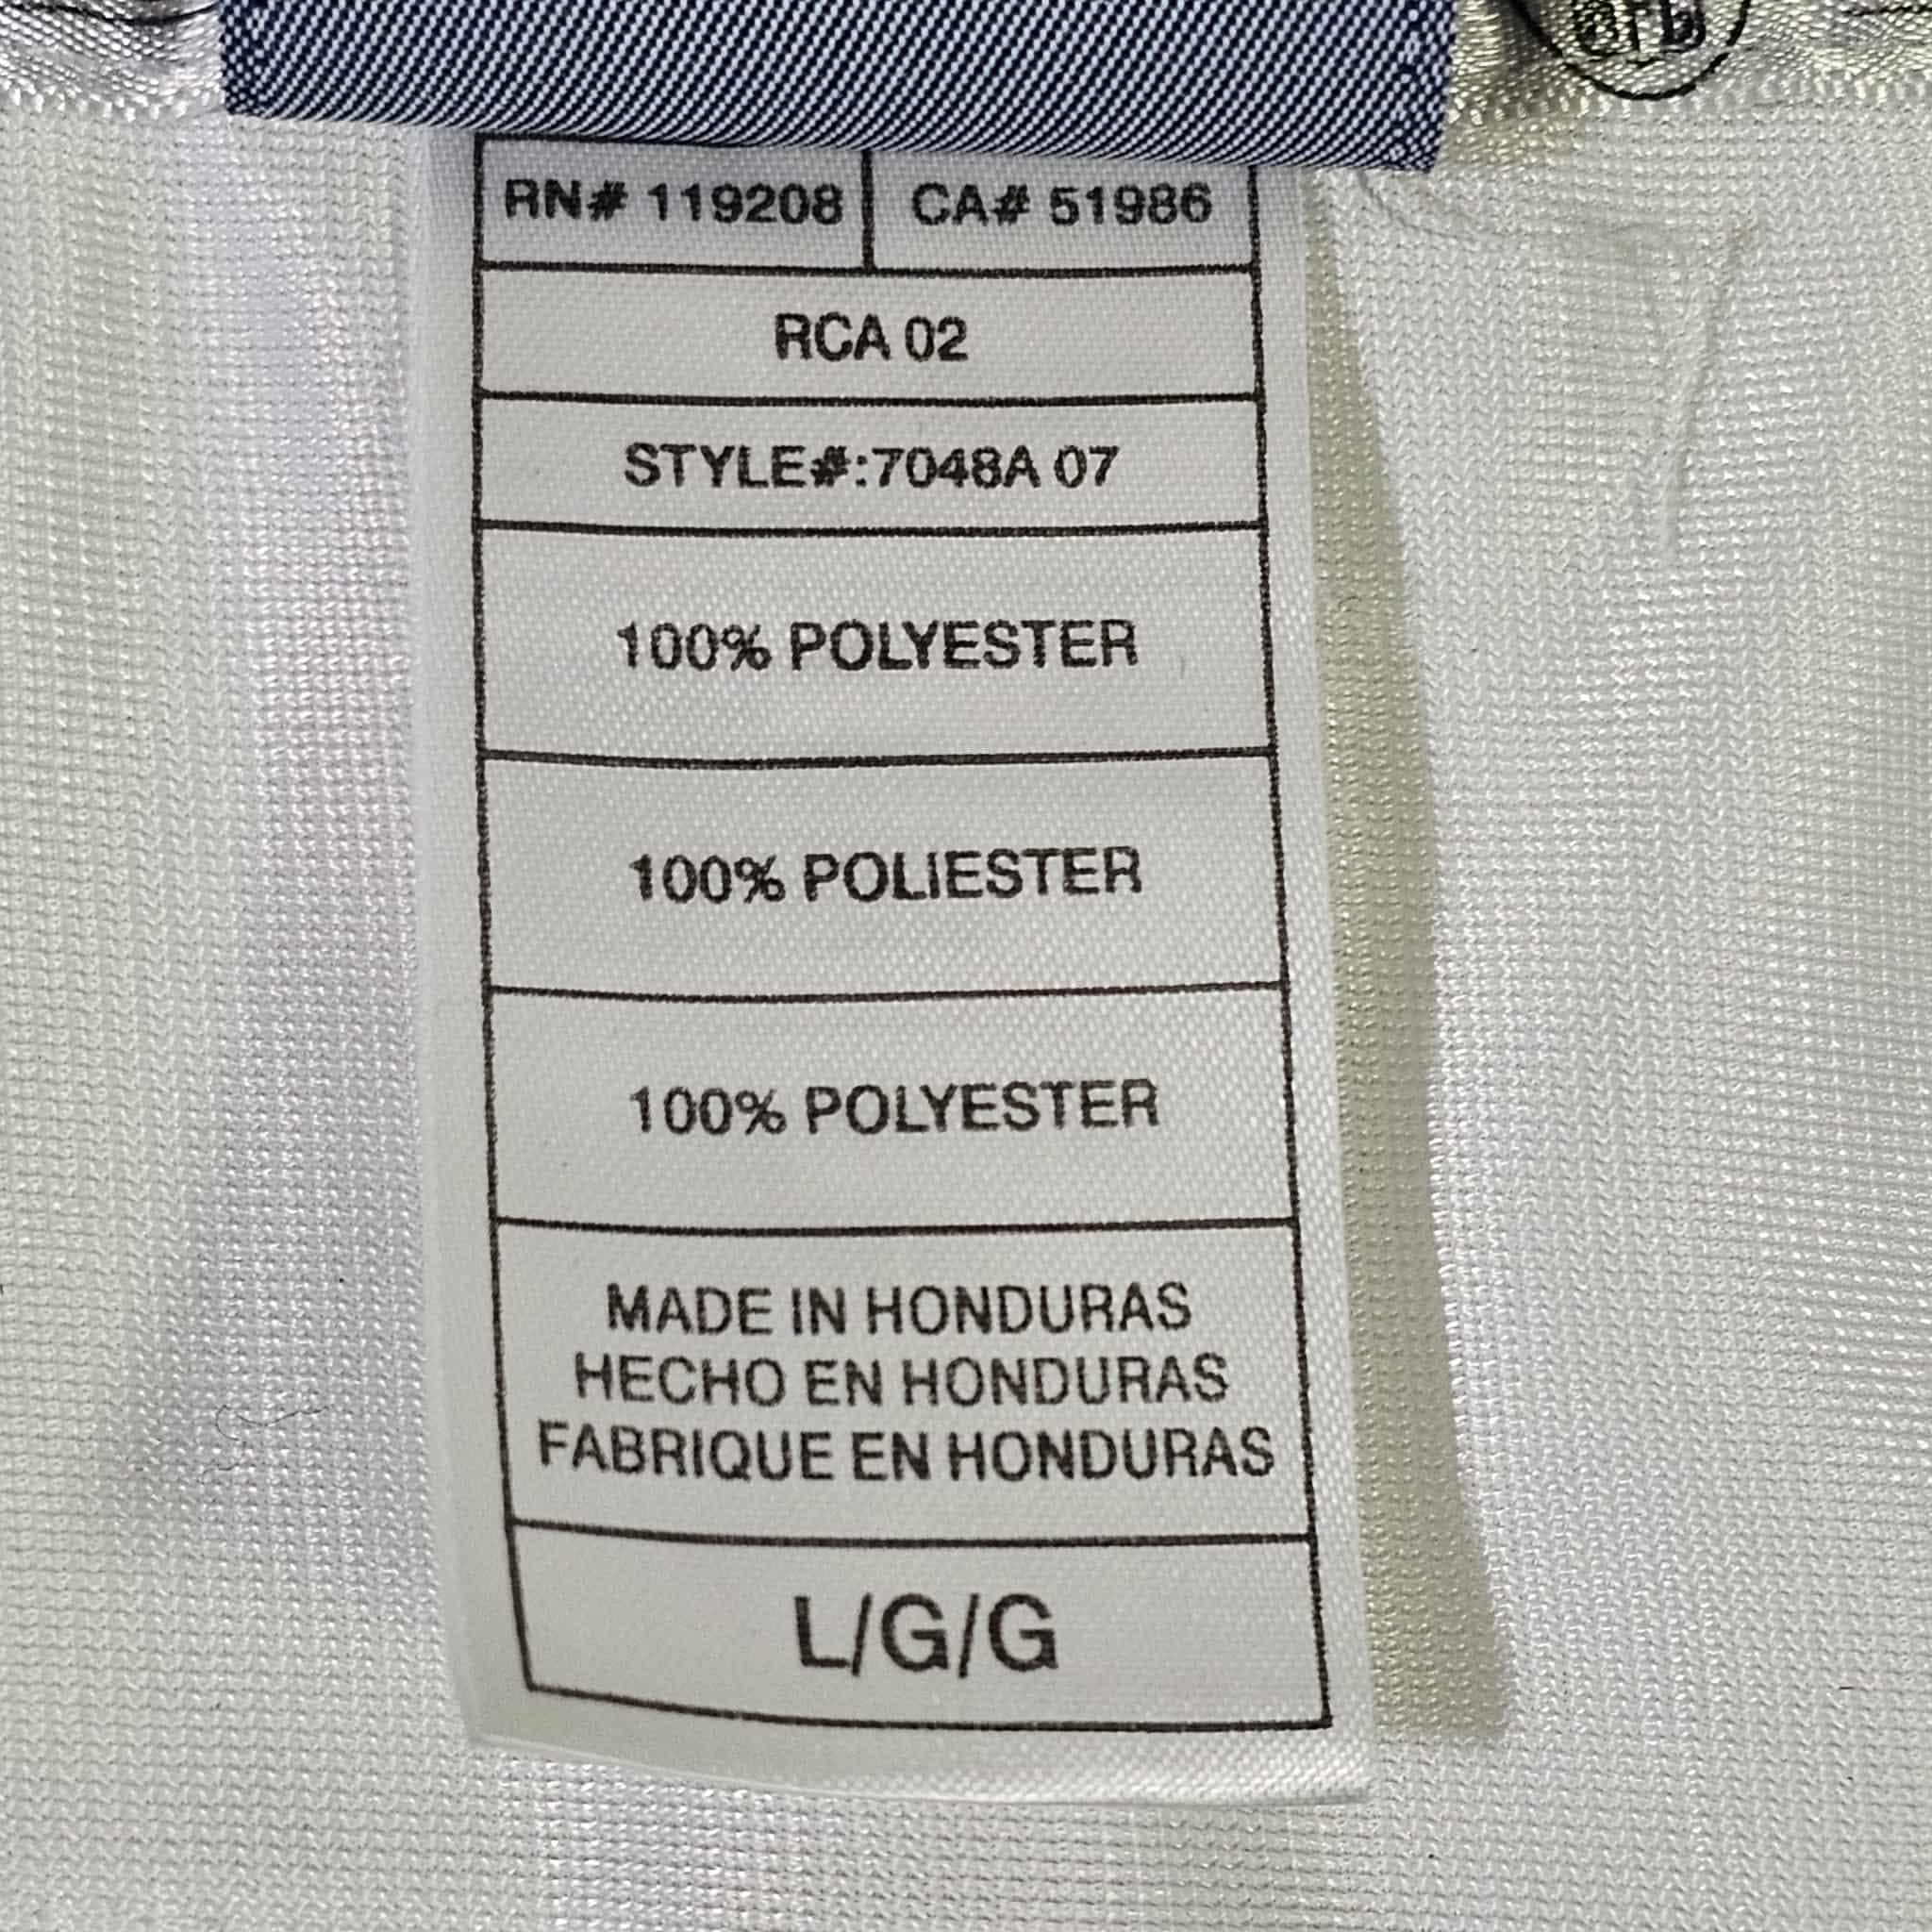 RN# 119208 CA# 51986
RCA 02
STYLE#:7048A 07
100% POLYESTER
100% POLIESTER
100% POLYESTER
MADE IN HONDURAS
HECHO EN HONDURAS
FABRIQUE EN HONDURAS
L/G/G